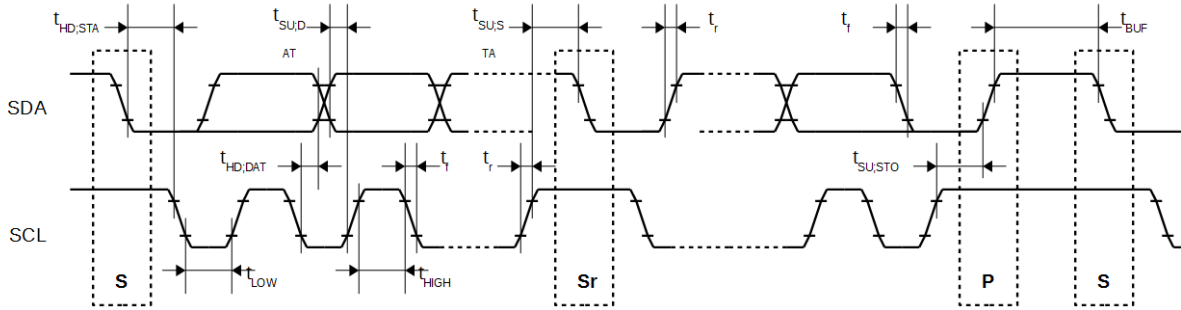 tHD;STA
tSU;D
AT
tSU;S
TA
tr
tf
tBUF
SDA
tHD;DAT
tf
tr
tSU;STO
SCL
tLOW
tHIGH
S
Sr
P
S